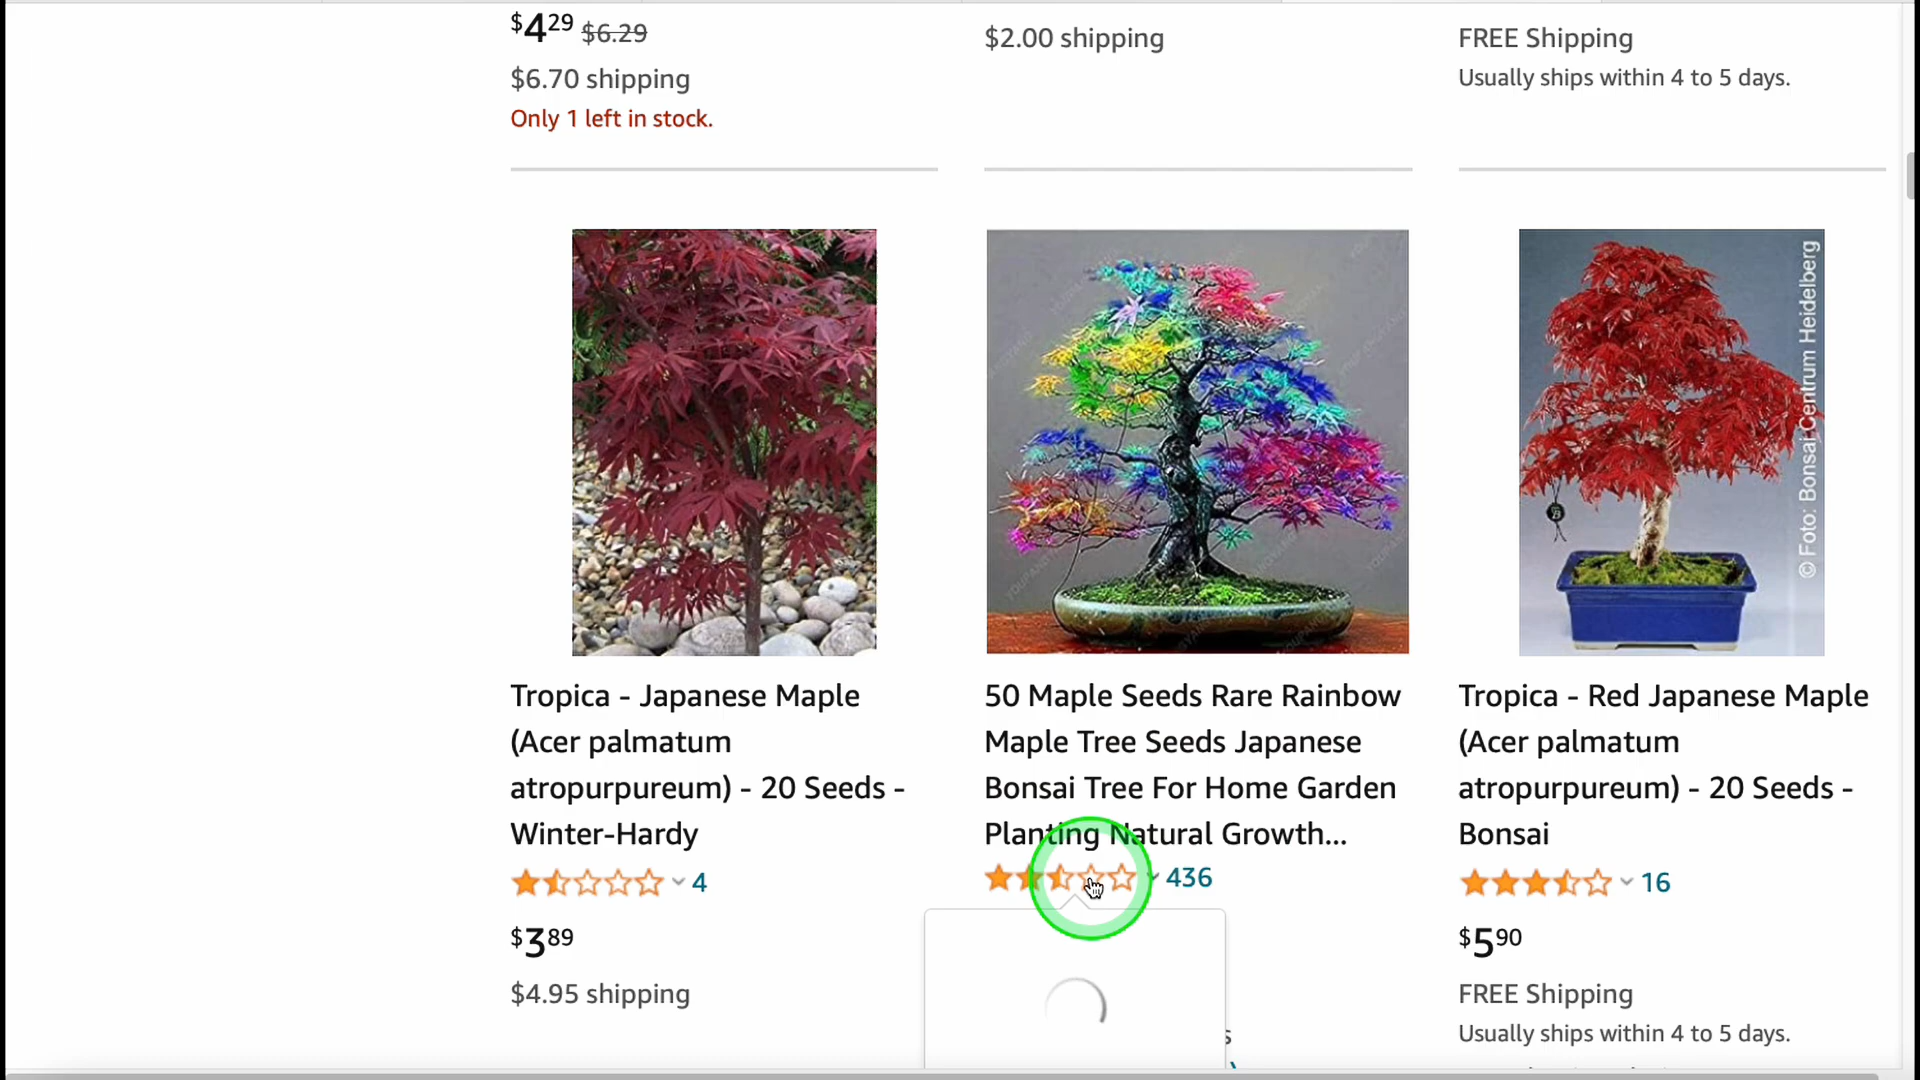 $4.29 $6.29
$6.70 shipping
Only 1 left in stock.
$2.00 shipping
FREE Shipping
Usually ships within 4 to 5 days.
© Foto: Bonsai Centrum Heidelberg
Tropica - Japanese Maple
(Acer palmatum
atropurpureum) - 20 Seeds -
Winter-Hardy
4
$3.89
$4.95 shipping
50 Maple Seeds Rare Rainbow
Maple Tree Seeds Japanese
Bonsai Tree For Home Garden
Planting Natural Growth...
436
Tropica - Red Japanese Maple
(Acer palmatum
atropurpureum) - 20 Seeds -
Bonsai
16
$5.90
FREE Shipping
Usually ships within 4 to 5 days.